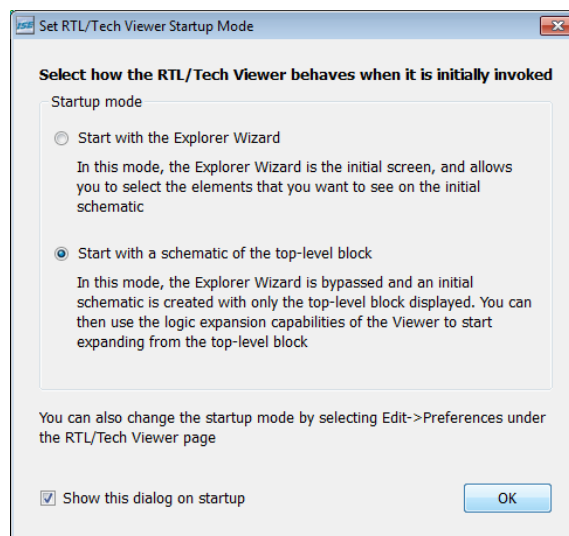 ISE Set RTL/Tech Viewer Startup Mode
Select how the RTL/Tech Viewer behaves when it is initially invoked
Startup mode
Start with the Explorer Wizard
In this mode, the Explorer Wizard is the initial screen, and allows
you to select the elements that you want to see on the initial
schematic
Start with a schematic of the top-level block
In this mode, the Explorer Wizard is bypassed and an initial
schematic is created with only the top-level block displayed. You can
then use the logic expansion capabilities of the Viewer to start
expanding from the top-level block
You can also change the startup mode by selecting Edit->Preferences under
the RTL/Tech Viewer page
Show this dialog on startup
OK